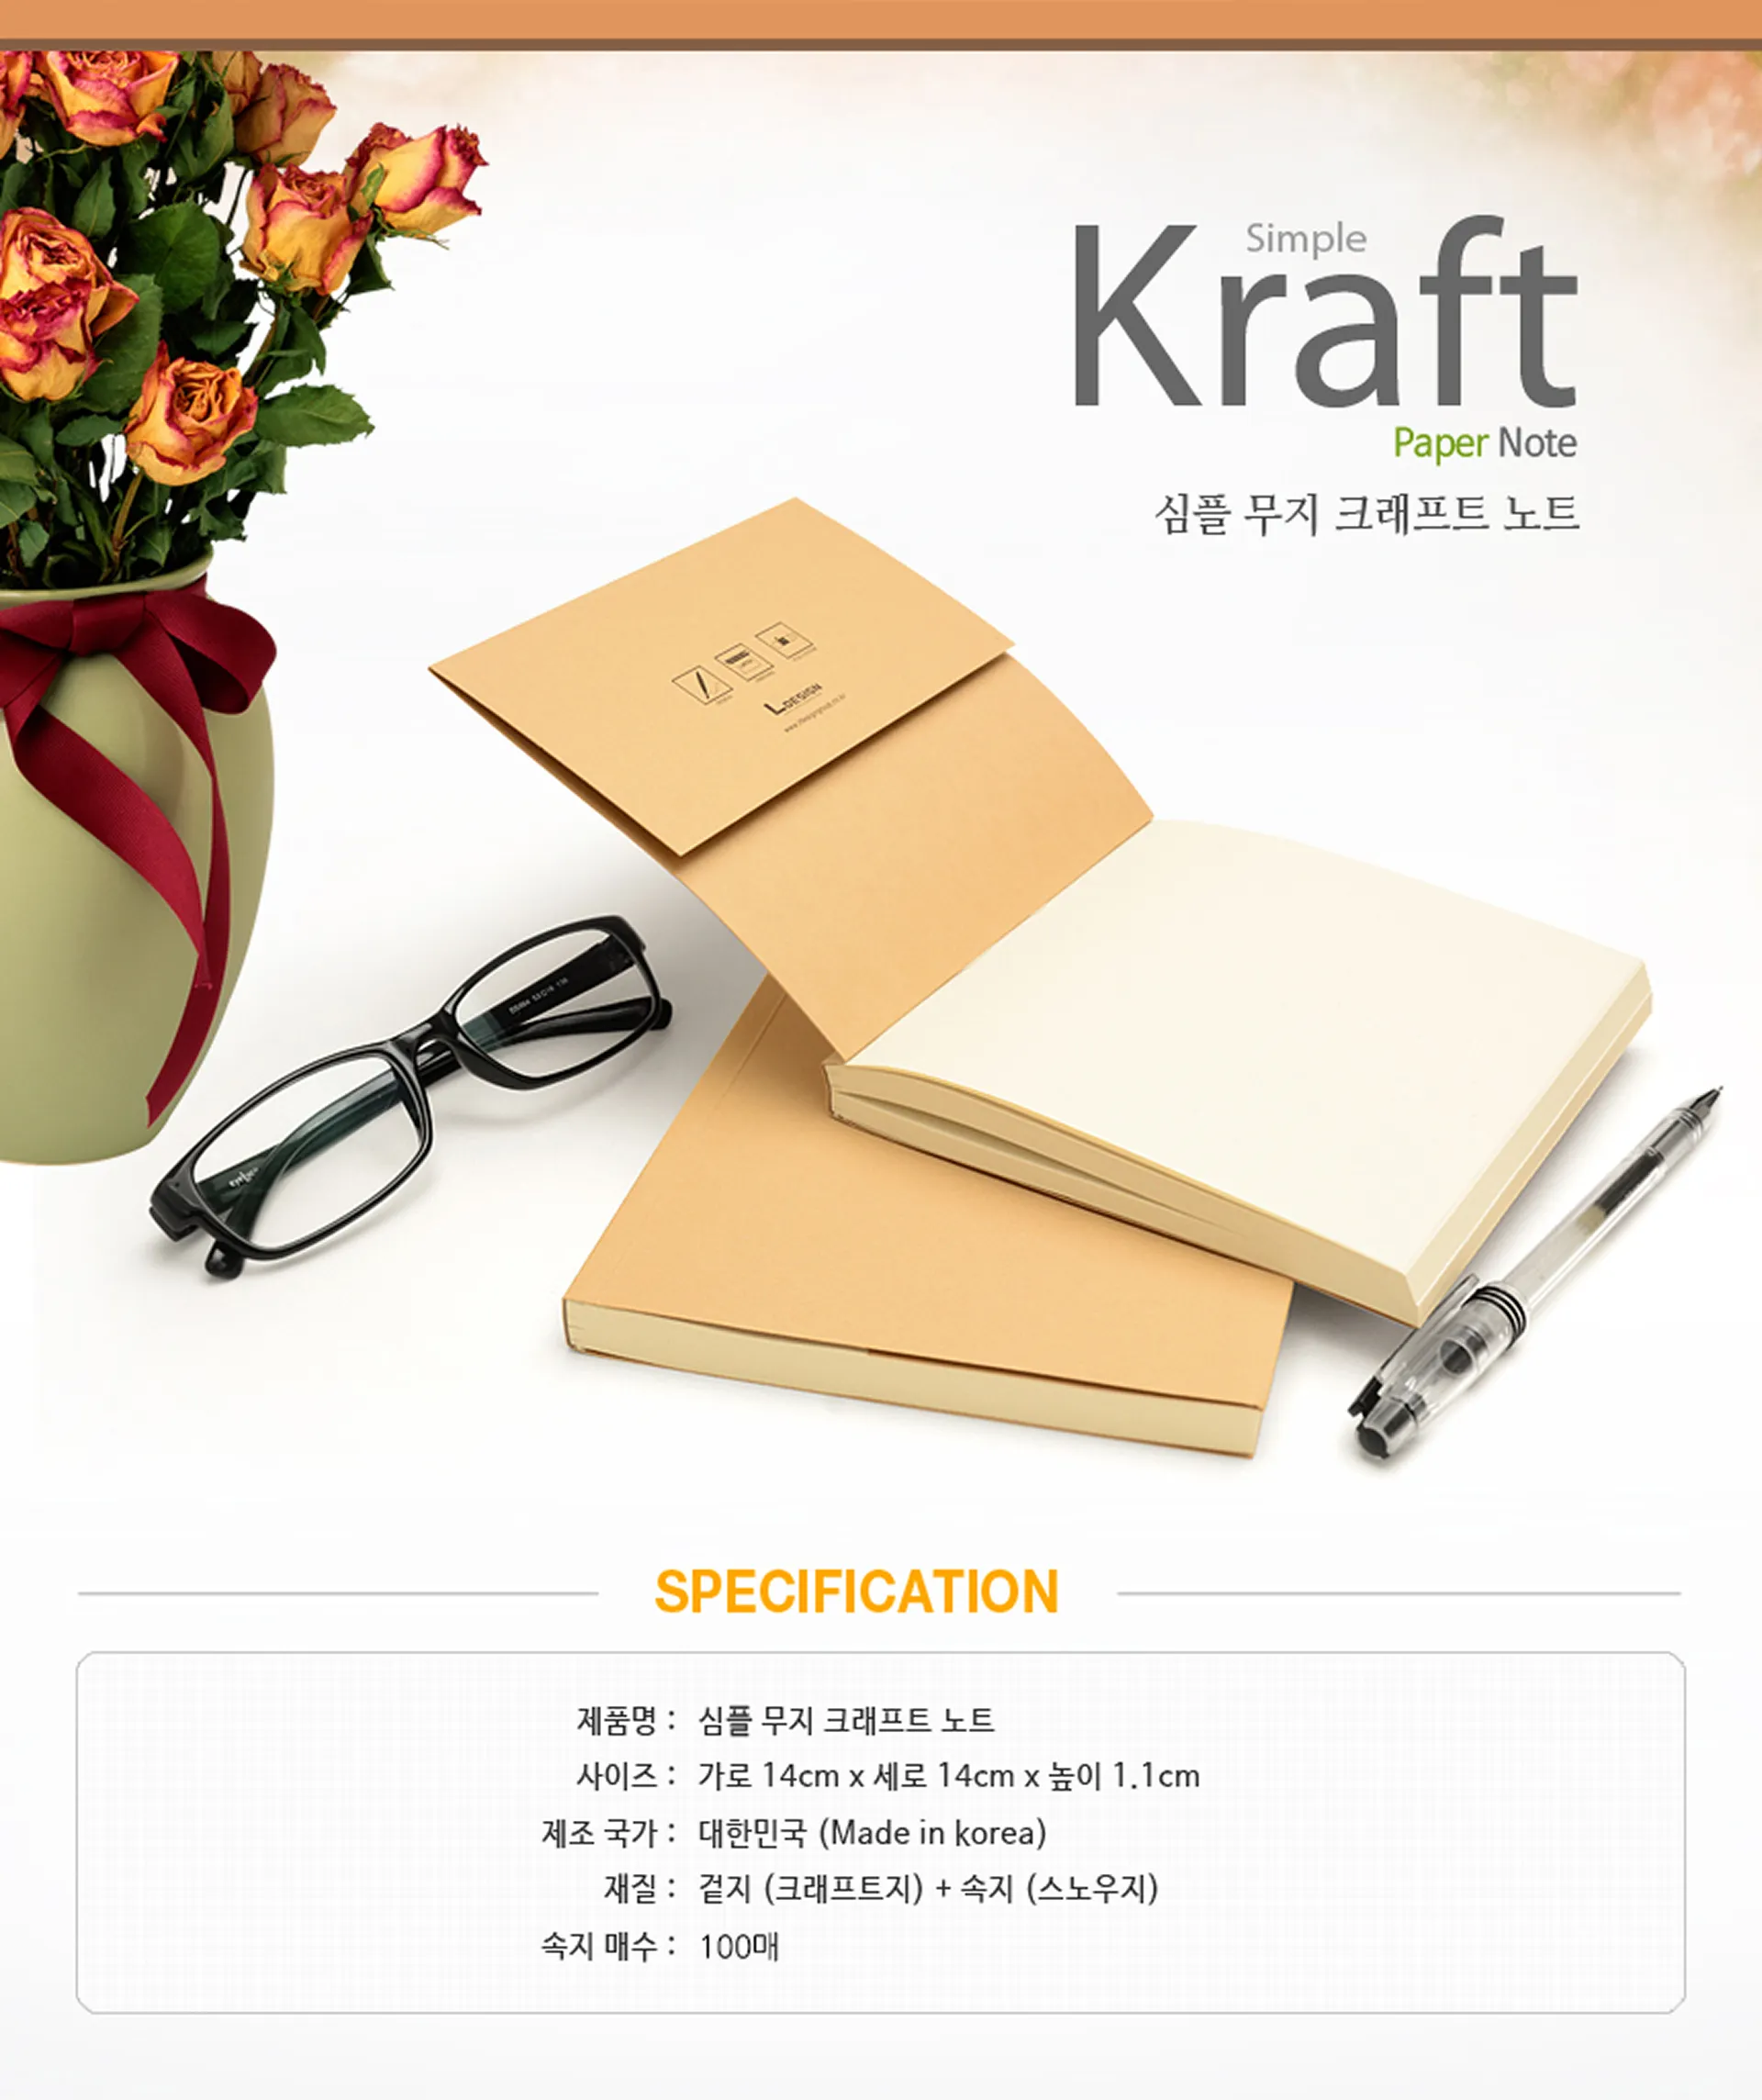 Simple
Kraft
Paper Note
심플 무지 크래프트 노트
L DESIGN
SPECIFICATION
제품명 : 심플 무지 크래프트 노트
사이즈 : 가로 14cm x 세로 14cm x 높이 1.1cm
제조 국가 : 대한민국 (Made in korea)
재질 : 겉지 (크래프트지) + 속지 (스노우지)
속지 매수 : 100매